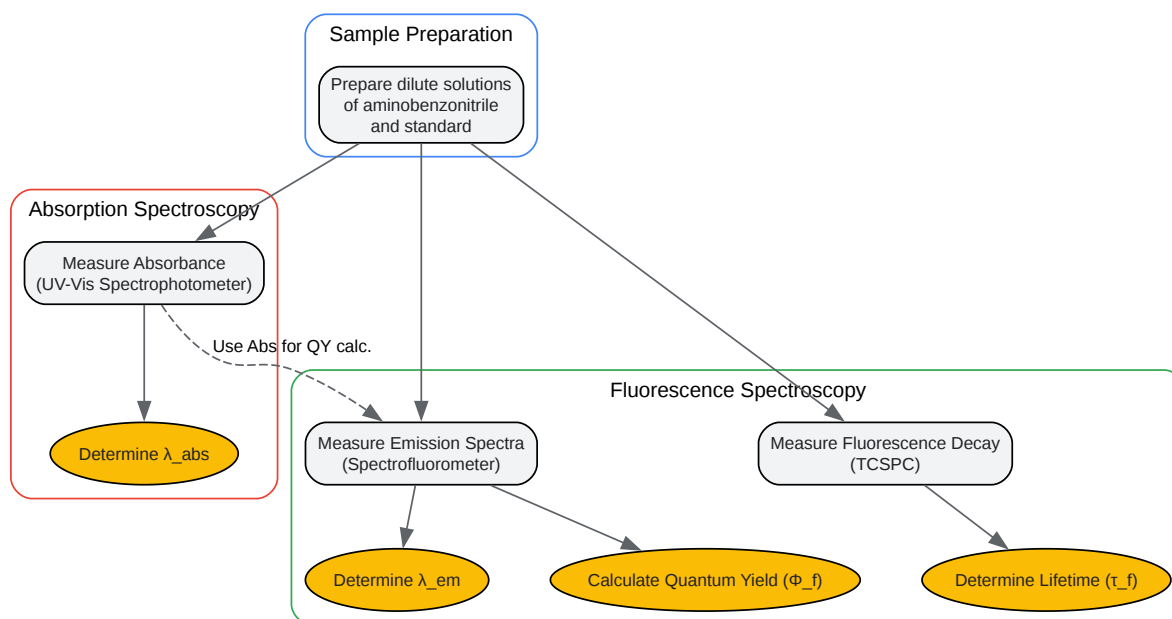 Sample Preparation
Prepare dilute solutions
of aminobenzonitrile
and standard
Absorption Spectroscopy
Measure Absorbance
(UV-Vis Spectrophotometer)
Use Abs for QY calc.
Determine λ_abs
Fluorescence Spectroscopy
Measure Emission Spectra
(Spectrofluorometer)
Measure Fluorescence Decay
(TCSPC)
Determine λ_em
Calculate Quantum Yield (Φ_f)
Determine Lifetime (τ_f)